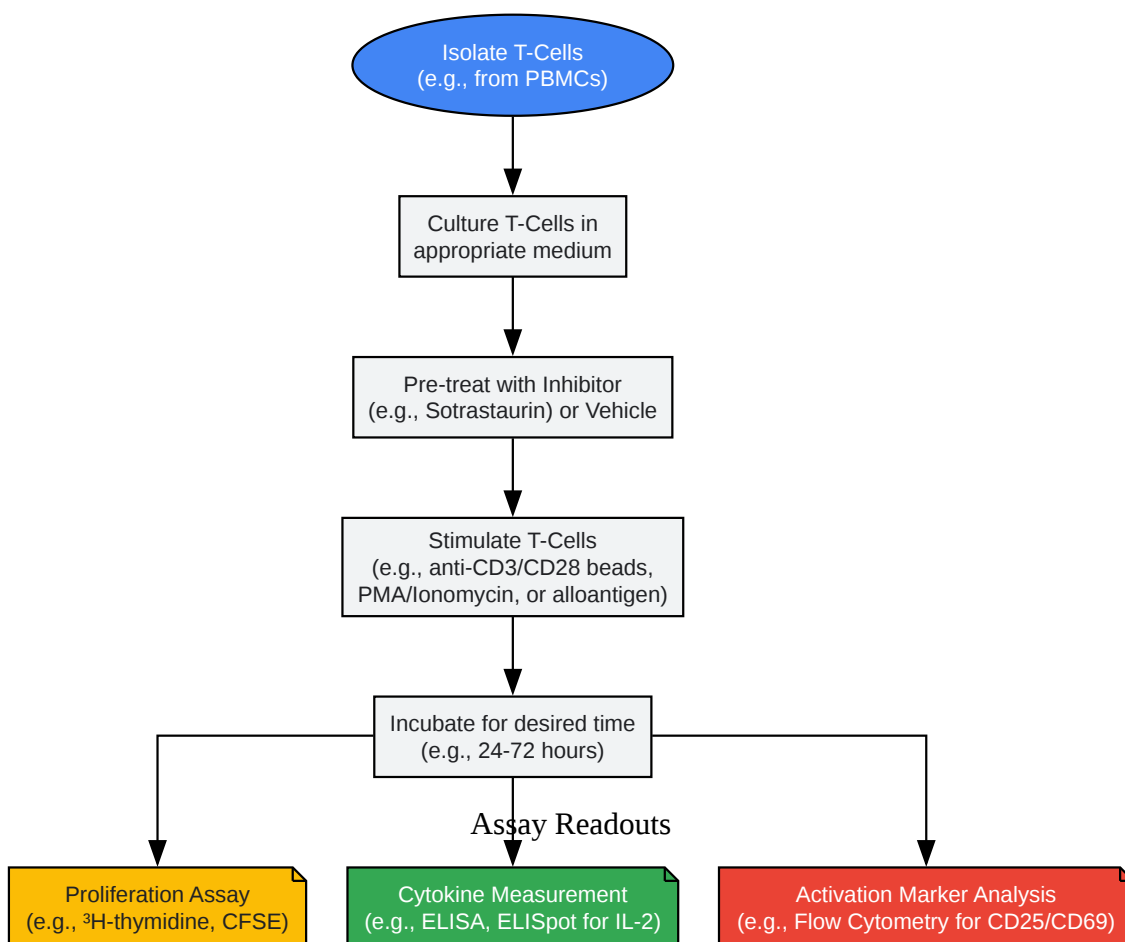 Isolate T-Cells
(e.g., from PBMCs)
Culture T-Cells in
appropriate medium
Pre-treat with Inhibitor
(e.g., Sotrastaurin) or Vehicle
Stimulate T-Cells
(e.g., anti-CD3/CD28 beads,
PMA/Ionomycin, or alloantigen)
Incubate for desired time
(e.g., 24-72 hours)
Assay Readouts
Proliferation Assay
(e.g., ³H-thymidine, CFSE)
Cytokine Measurement
(e.g., ELISA, ELISpot for IL-2)
Activation Marker Analysis
(e.g., Flow Cytometry for CD25/CD69)